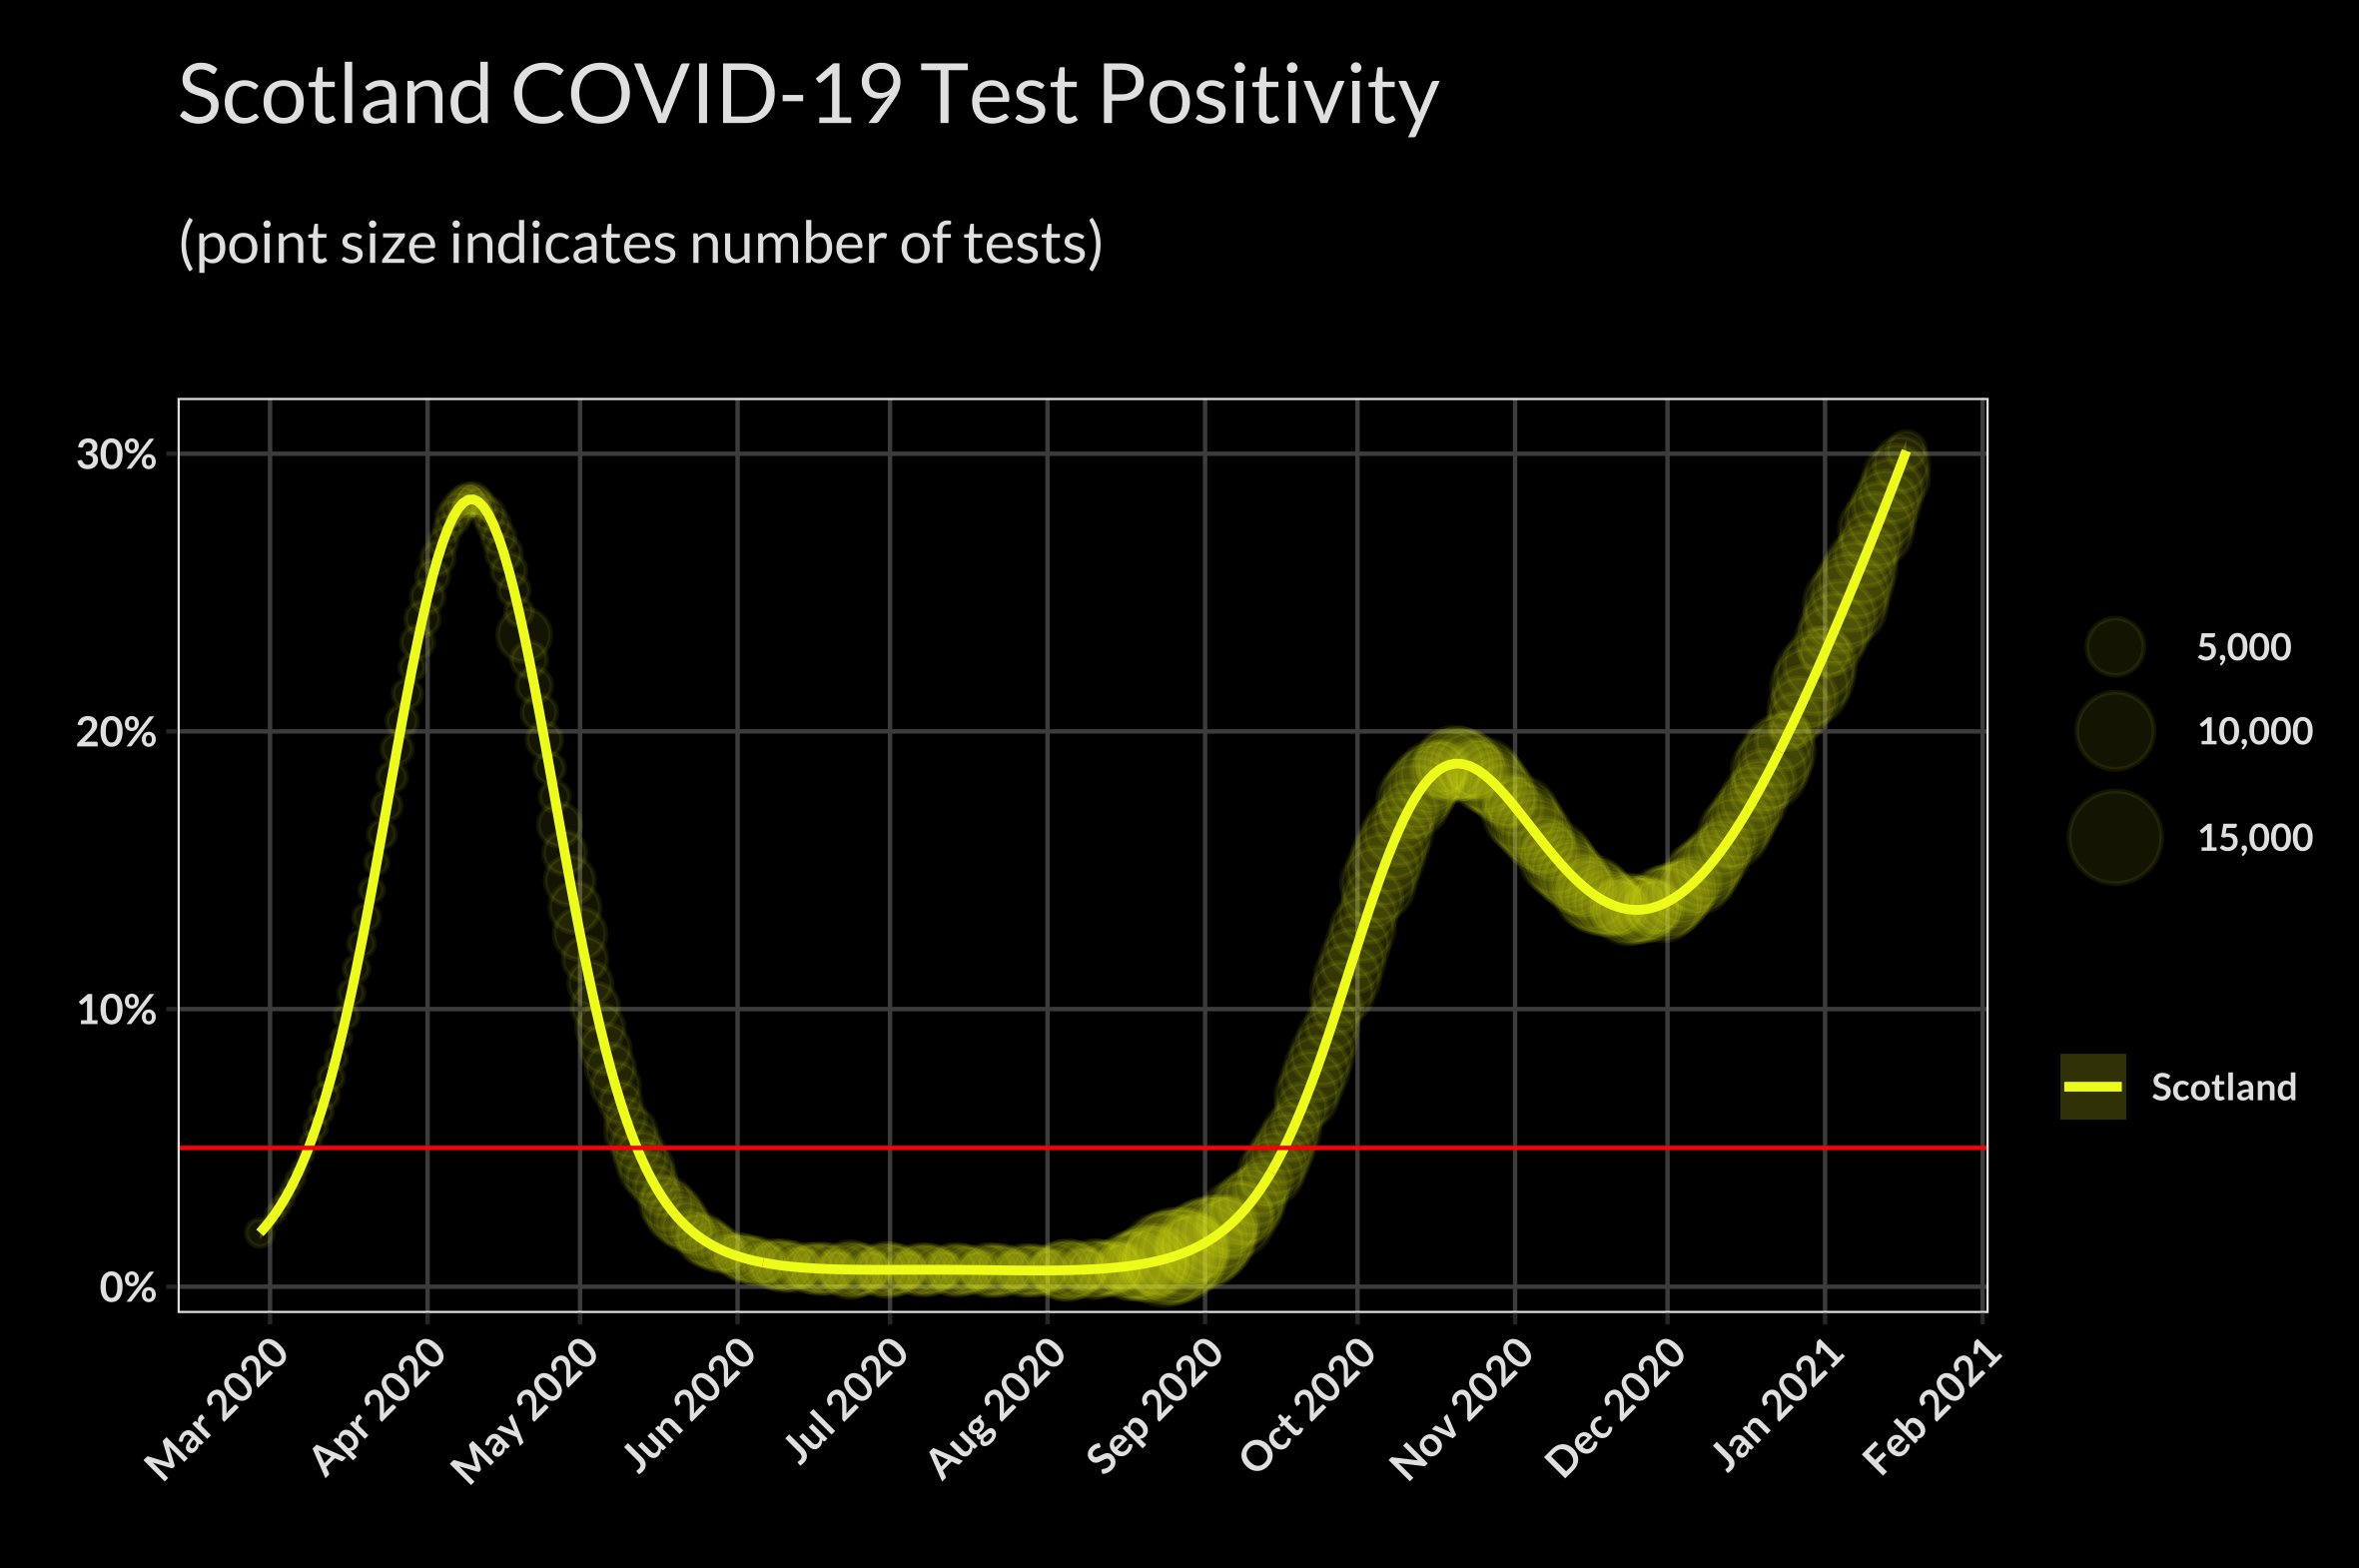 Scotland COVID-19 Test Positivity
(point size indicates number of tests)
30%
20%
10%
0%
Mar 2020
Apr 2020
May 2020
Jun 2020
Jul 2020
Aug 2020
Sep 2020
Oct 2020
Nov 2020
Dec 2020
Jan 2021
Feb 2021
5,000
10,000
15,000
Scotland